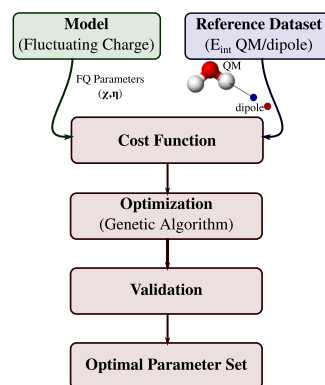 Model
(Fluctuating Charge)
Reference Dataset
(E_int QM/dipole)
FQ Parameters
(χ,η)
QM
dipole
Cost Function
Optimization
(Genetic Algorithm)
Validation
Optimal Parameter Set